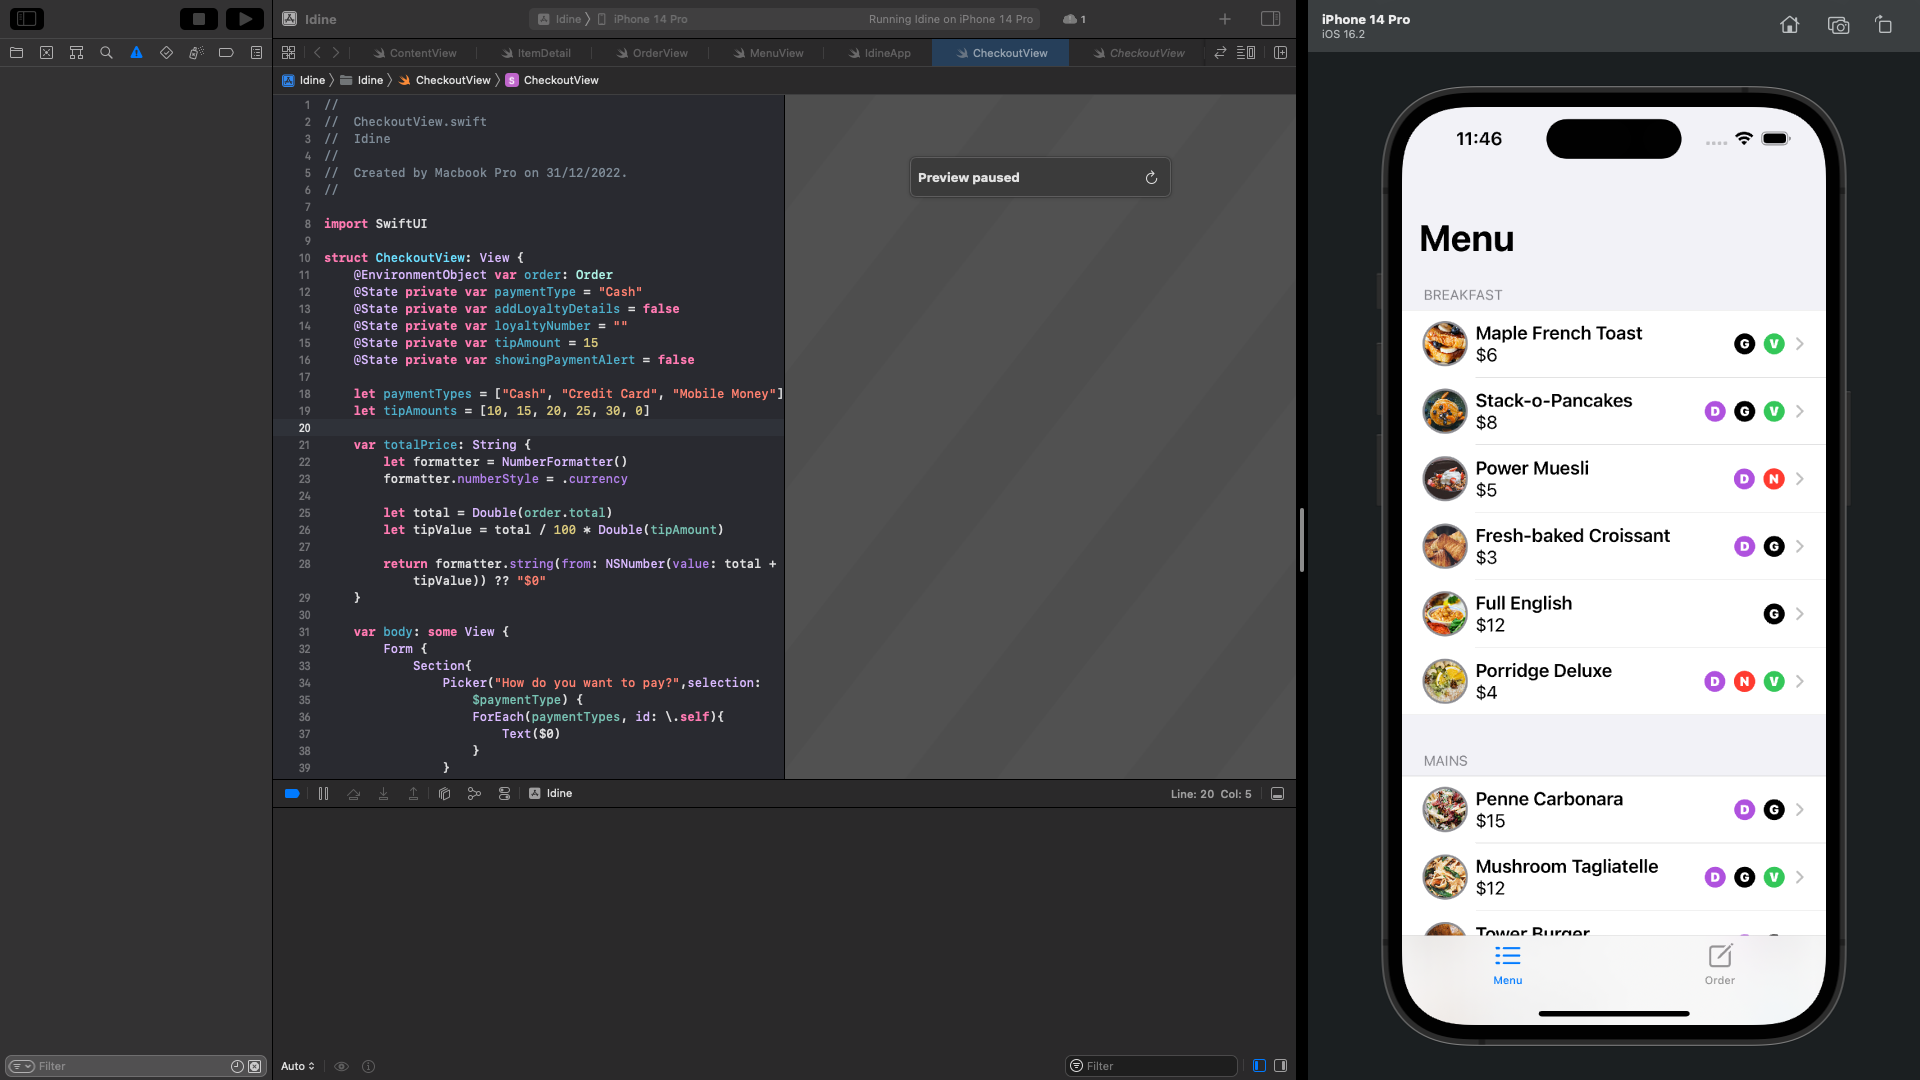 Idine
Idine 〉 iPhone 14 Pro
Running Idine on iPhone 14 Pro
1
ContentView
ItemDetail
OrderView
MenuView
IdineApp
CheckoutView
CheckoutView
Idine 〉 Idine 〉 CheckoutView 〉 S CheckoutView
1 //
2 //  CheckoutView.swift
3 //  Idine
4 //
5 //  Created by Macbook Pro on 31/12/2022.
6 //
7
8 import SwiftUI
9
10 struct CheckoutView: View {
11     @EnvironmentObject var order: Order
12     @State private var paymentType = "Cash"
13     @State private var addLoyaltyDetails = false
14     @State private var loyaltyNumber = ""
15     @State private var tipAmount = 15
16     @State private var showingPaymentAlert = false
17
18     let paymentTypes = ["Cash", "Credit Card", "Mobile Money"]
19     let tipAmounts = [10, 15, 20, 25, 30, 0]
20
21     var totalPrice: String {
22         let formatter = NumberFormatter()
23         formatter.numberStyle = .currency
24
25         let total = Double(order.total)
26         let tipValue = total / 100 * Double(tipAmount)
27
28         return formatter.string(from: NSNumber(value: total +
            tipValue)) ?? "$0"
29     }
30
31     var body: some View {
32         Form {
33             Section{
34                 Picker("How do you want to pay?",selection:
35                     $paymentType) {
36                     ForEach(paymentTypes, id: \.self){
37                         Text($0)
38                     }
39                 }
Preview paused
Idine
Line: 20 Col: 5
Filter
Auto
Filter
iPhone 14 Pro
iOS 16.2
11:46
Menu
BREAKFAST
Maple French Toast
$6
G V
Stack-o-Pancakes
$8
D G V
Power Muesli
$5
D N
Fresh-baked Croissant
$3
D G
Full English
$12
G
Porridge Deluxe
$4
D N V
MAINS
Penne Carbonara
$15
D G
Mushroom Tagliatelle
$12
D G V
Tower Burger
Menu
Order